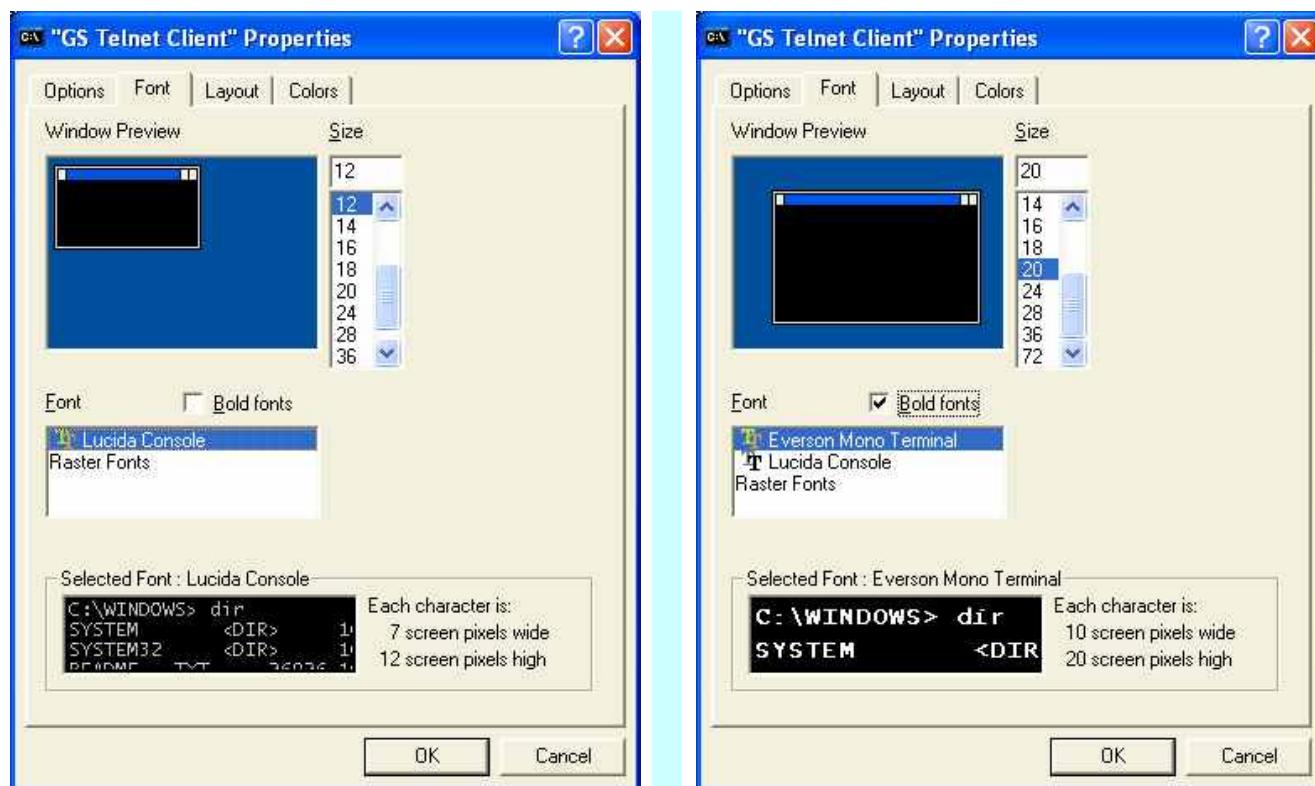 "GS Telnet Client" Properties
Options Font Layout Colors
Window Preview Size
12
12
14
16
18
20
24
28
36
Font Bold fonts
Lucida Console
Raster Fonts
Selected Font : Lucida Console
C:\WINDOWS> dir
SYSTEM <DIR>
SYSTEM32 <DIR>
Each character is:
7 screen pixels wide
12 screen pixels high
OK Cancel
"GS Telnet Client" Properties
Options Font Layout Colors
Window Preview Size
20
14
16
18
20
24
28
36
72
Font Bold fonts
Everson Mono Terminal
Lucida Console
Raster Fonts
Selected Font : Everson Mono Terminal
C:\WINDOWS> dir
SYSTEM <DIR
Each character is:
10 screen pixels wide
20 screen pixels high
OK Cancel